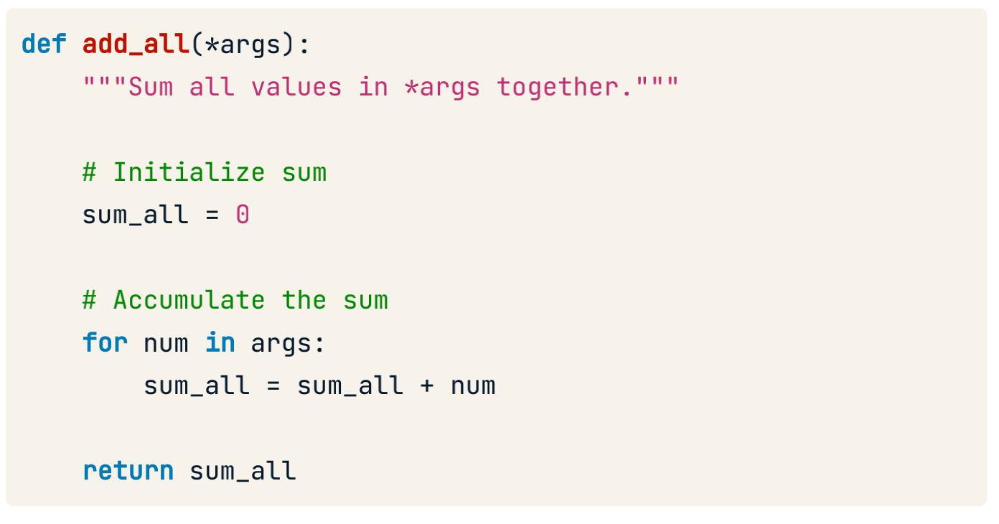 def add_all(*args):
    """Sum all values in *args together."""
    # Initialize sum
    sum_all = 0
    # Accumulate the sum
    for num in args:
        sum_all = sum_all + num
    return sum_all